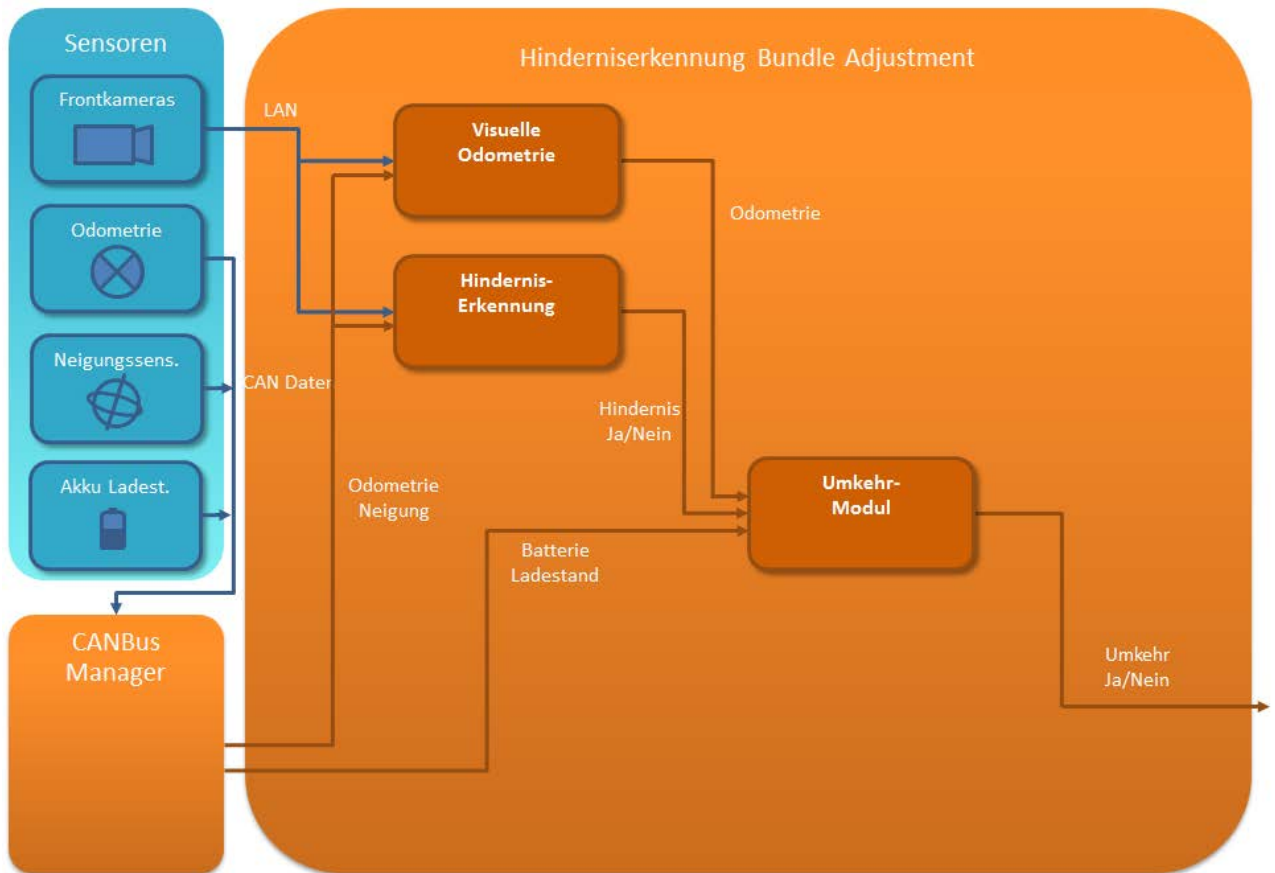 Sensoren
Frontkameras
Odometrie
Neigungssens.
Akku Ladest.
CANBus
Manager
Hinderniserkennung Bundle Adjustment
LAN
Visuelle
Odometrie
Odometrie
Hindernis-
Erkennung
CAN Daten
Hindernis
Ja/Nein
Odometrie
Neigung
Umkehr-
Modul
Batterie
Ladestand
Umkehr
Ja/Nein